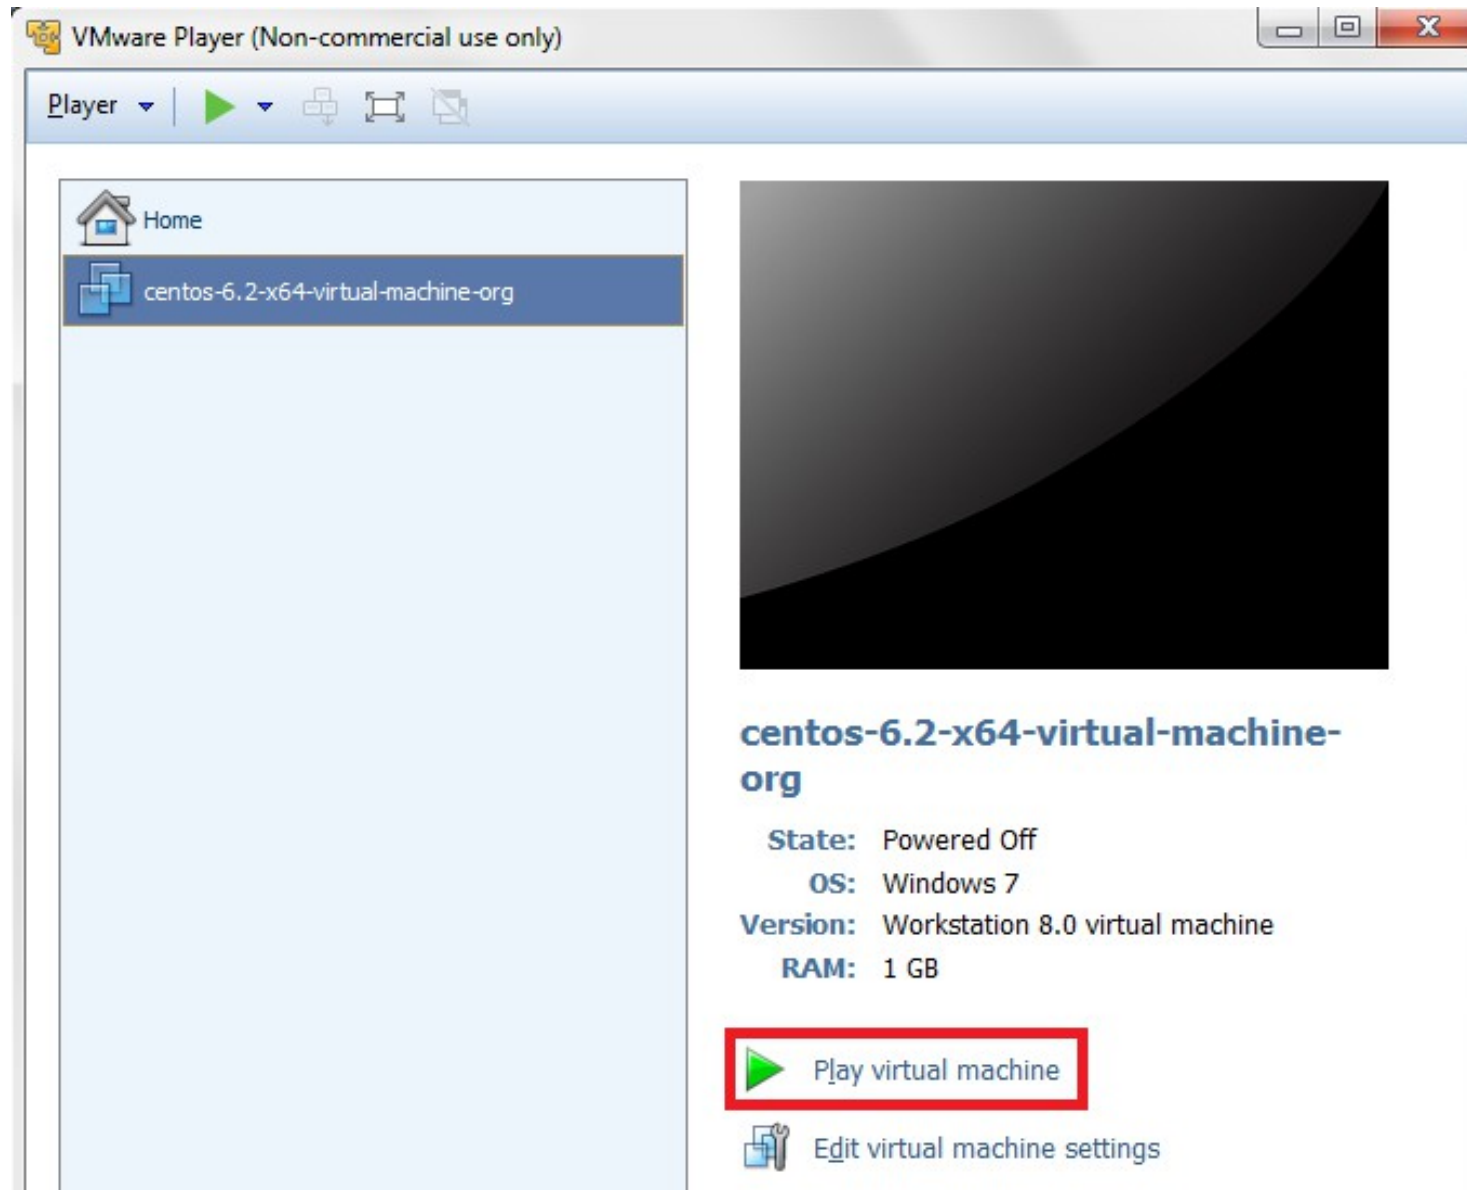 VMware Player (Non-commercial use only)
Player
Home
centos-6.2-x64-virtual-machine-org
centos-6.2-x64-virtual-machine-
org
State: Powered Off
OS: Windows 7
Version: Workstation 8.0 virtual machine
RAM: 1 GB
Play virtual machine
Edit virtual machine settings